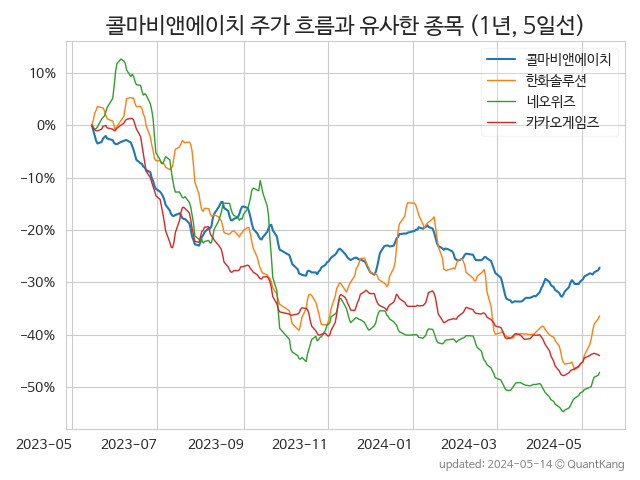 콜마비앤에이치 주가 흐름과 유사한 종목 (1년, 5일선)
콜마비앤에이치
한화솔루션
네오위즈
카카오게임즈
10%
0%
−10%
−20%
−30%
−40%
−50%
2023-05
2023-07
2023-09
2023-11
2024-01
2024-03
2024-05
updated: 2024-05-14 © QuantKang